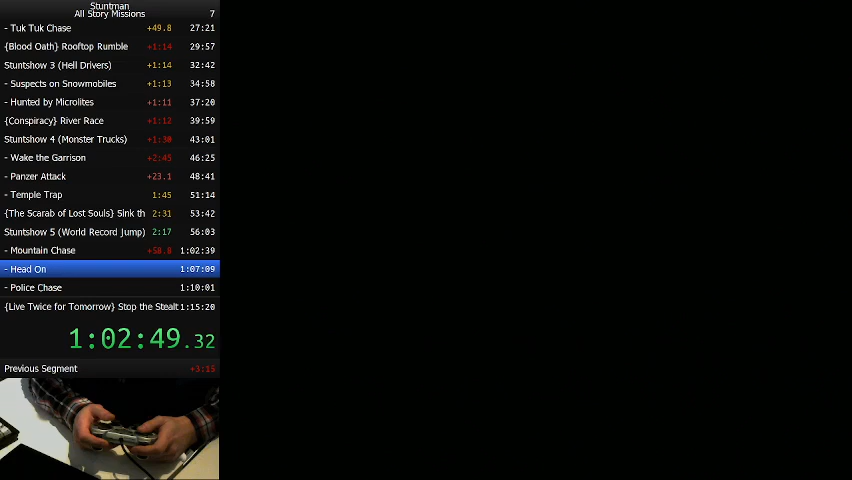 Stuntman
All Story Missions 7
- Tuk Tuk Chase +49.8 27:21
{Blood Oath} Rooftop Rumble +1:14 29:57
Stuntshow 3 (Hell Drivers) +1:14 32:42
- Suspects on Snowmobiles +1:13 34:58
- Hunted by Microlites +1:11 37:20
{Conspiracy} River Race +1:12 39:59
Stuntshow 4 (Monster Trucks) +1:30 43:01
- Wake the Garrison +2:45 46:25
- Panzer Attack +23.1 48:41
- Temple Trap 1:45 51:14
{The Scarab of Lost Souls} Sink th 2:31 53:42
Stuntshow 5 (World Record Jump) 2:17 56:03
- Mountain Chase +58.8 1:02:39
- Head On 1:07:09
- Police Chase 1:10:01
{Live Twice for Tomorrow} Stop the Stealt 1:15:20
1:02:49.32
Previous Segment +3:15